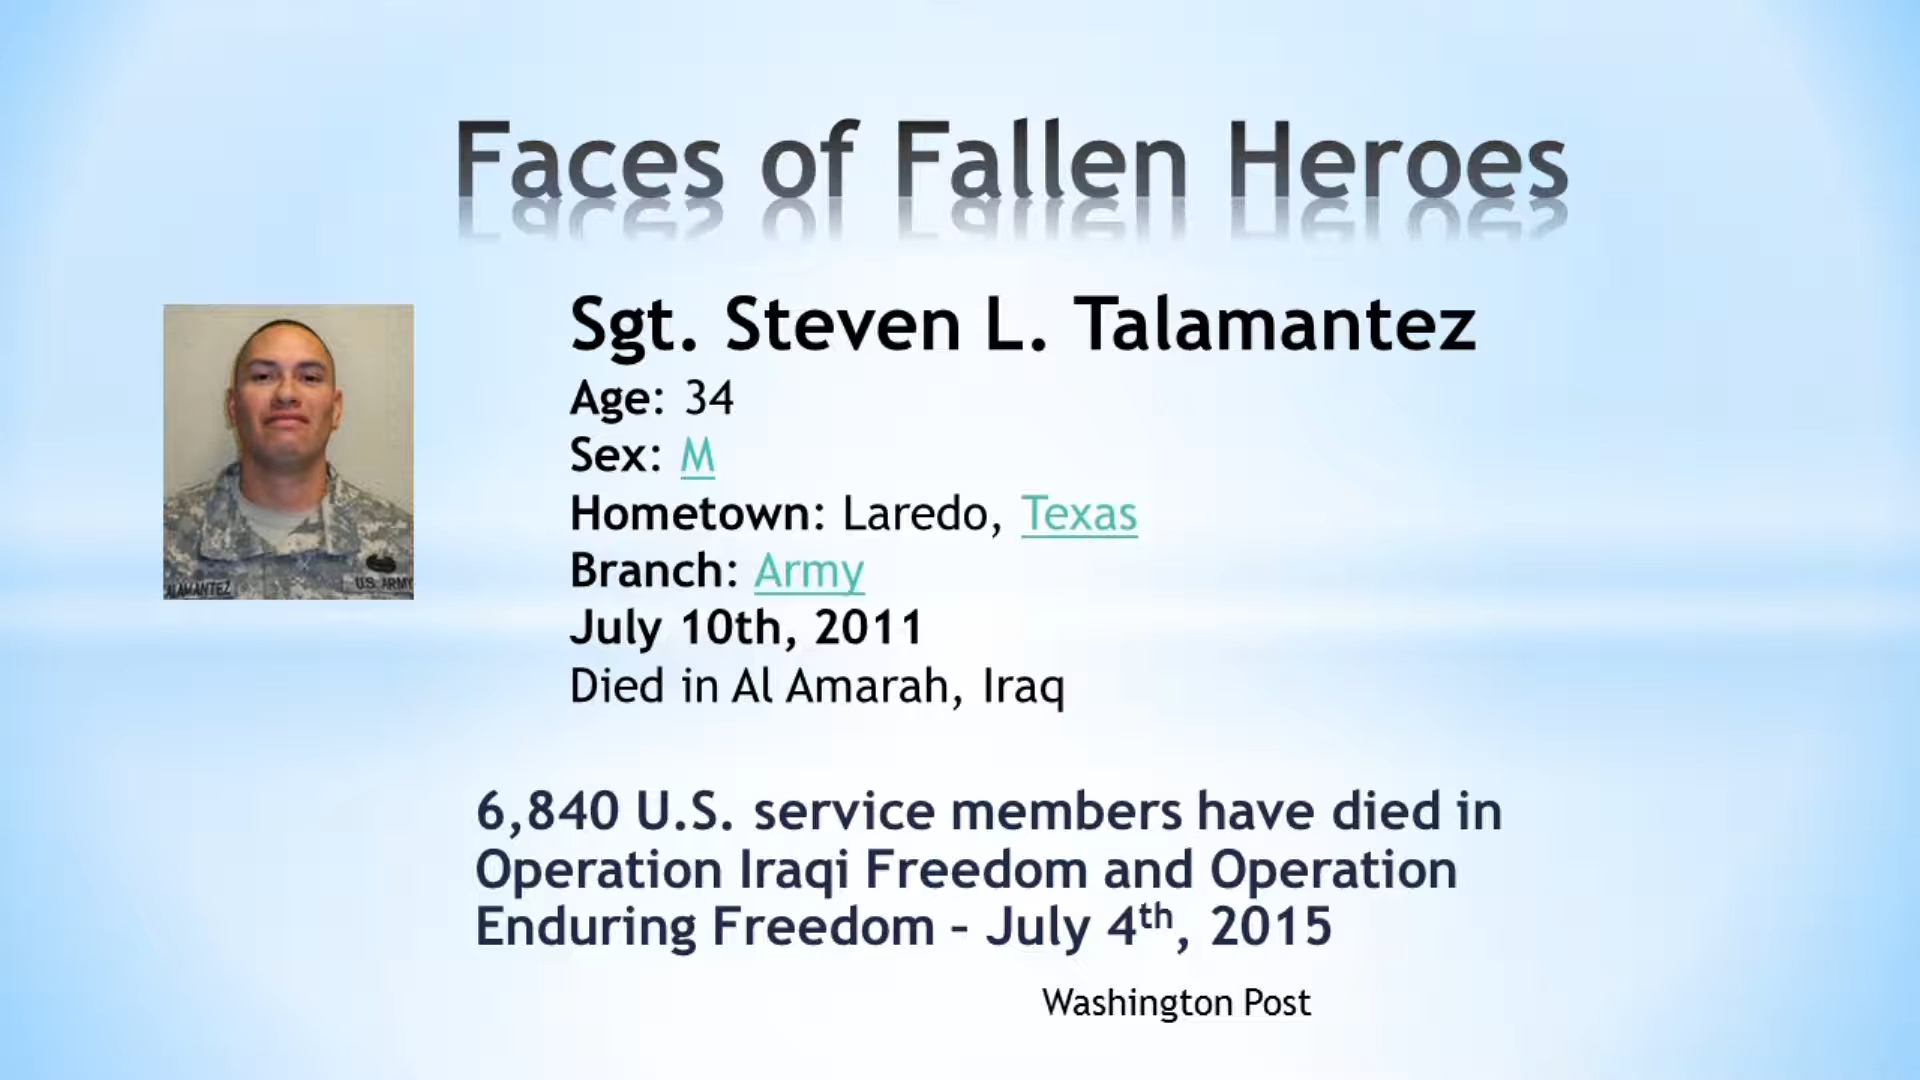 Faces of Fallen Heroes
Sgt. Steven L. Talamantez
Age: 34
Sex: M
Hometown: Laredo, Texas
Branch: Army
July 10th, 2011
Died in Al Amarah, Iraq
ALAMANTEZ
U.S. ARMY
6,840 U.S. service members have died in
Operation Iraqi Freedom and Operation
Enduring Freedom – July 4th, 2015
Washington Post